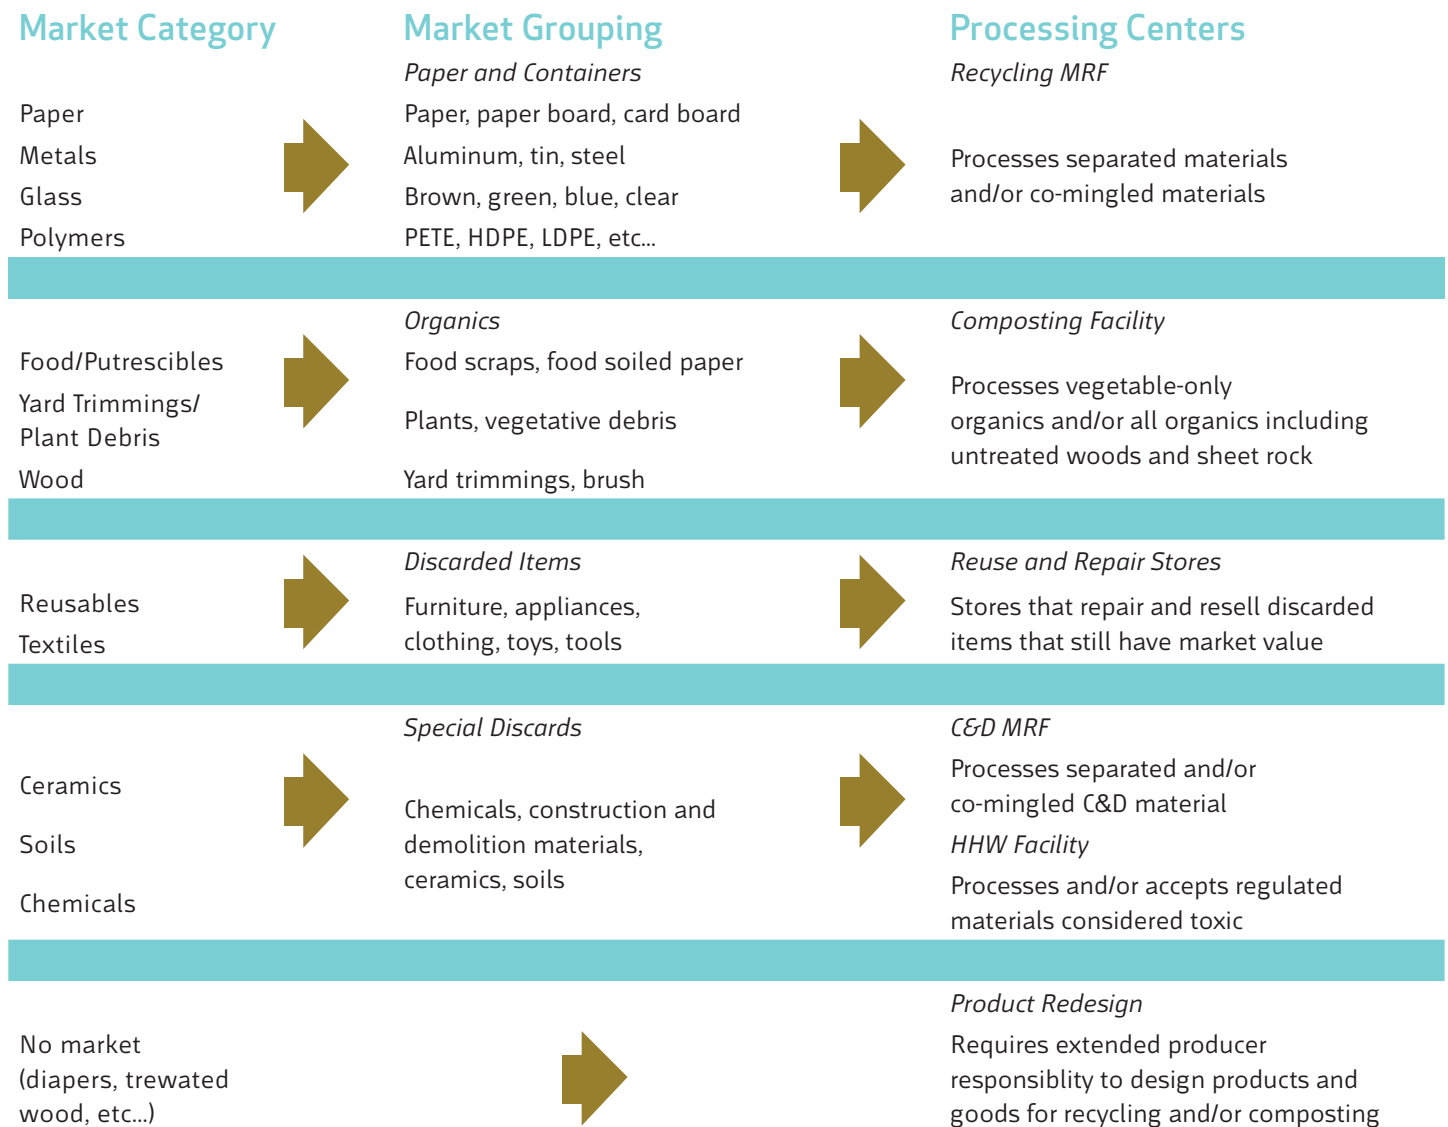 Market Category
Market Grouping
Processing Centers
Paper and Containers
Recycling MRF
Paper
Paper, paper board, card board
Metals
Aluminum, tin, steel
Processes separated materials
and/or co-mingled materials
Glass
Brown, green, blue, clear
Polymers
PETE, HDPE, LDPE, etc...
Organics
Composting Facility
Food/Putrescibles
Food scraps, food soiled paper
Processes vegetable-only
organics and/or all organics including
untreated woods and sheet rock
Yard Trimmings/
Plant Debris
Plants, vegetative debris
Wood
Yard trimmings, brush
Discarded Items
Reuse and Repair Stores
Reusables
Textiles
Furniture, appliances,
clothing, toys, tools
Stores that repair and resell discarded
items that still have market value
Special Discards
C&D MRF
Ceramics
Soils
Chemicals
Chemicals, construction and
demolition materials,
ceramics, soils
Processes separated and/or
co-mingled C&D material
HHW Facility
Processes and/or accepts regulated
materials considered toxic
Product Redesign
No market
(diapers, trewated
wood, etc...)
Requires extended producer
responsiblity to design products and
goods for recycling and/or composting